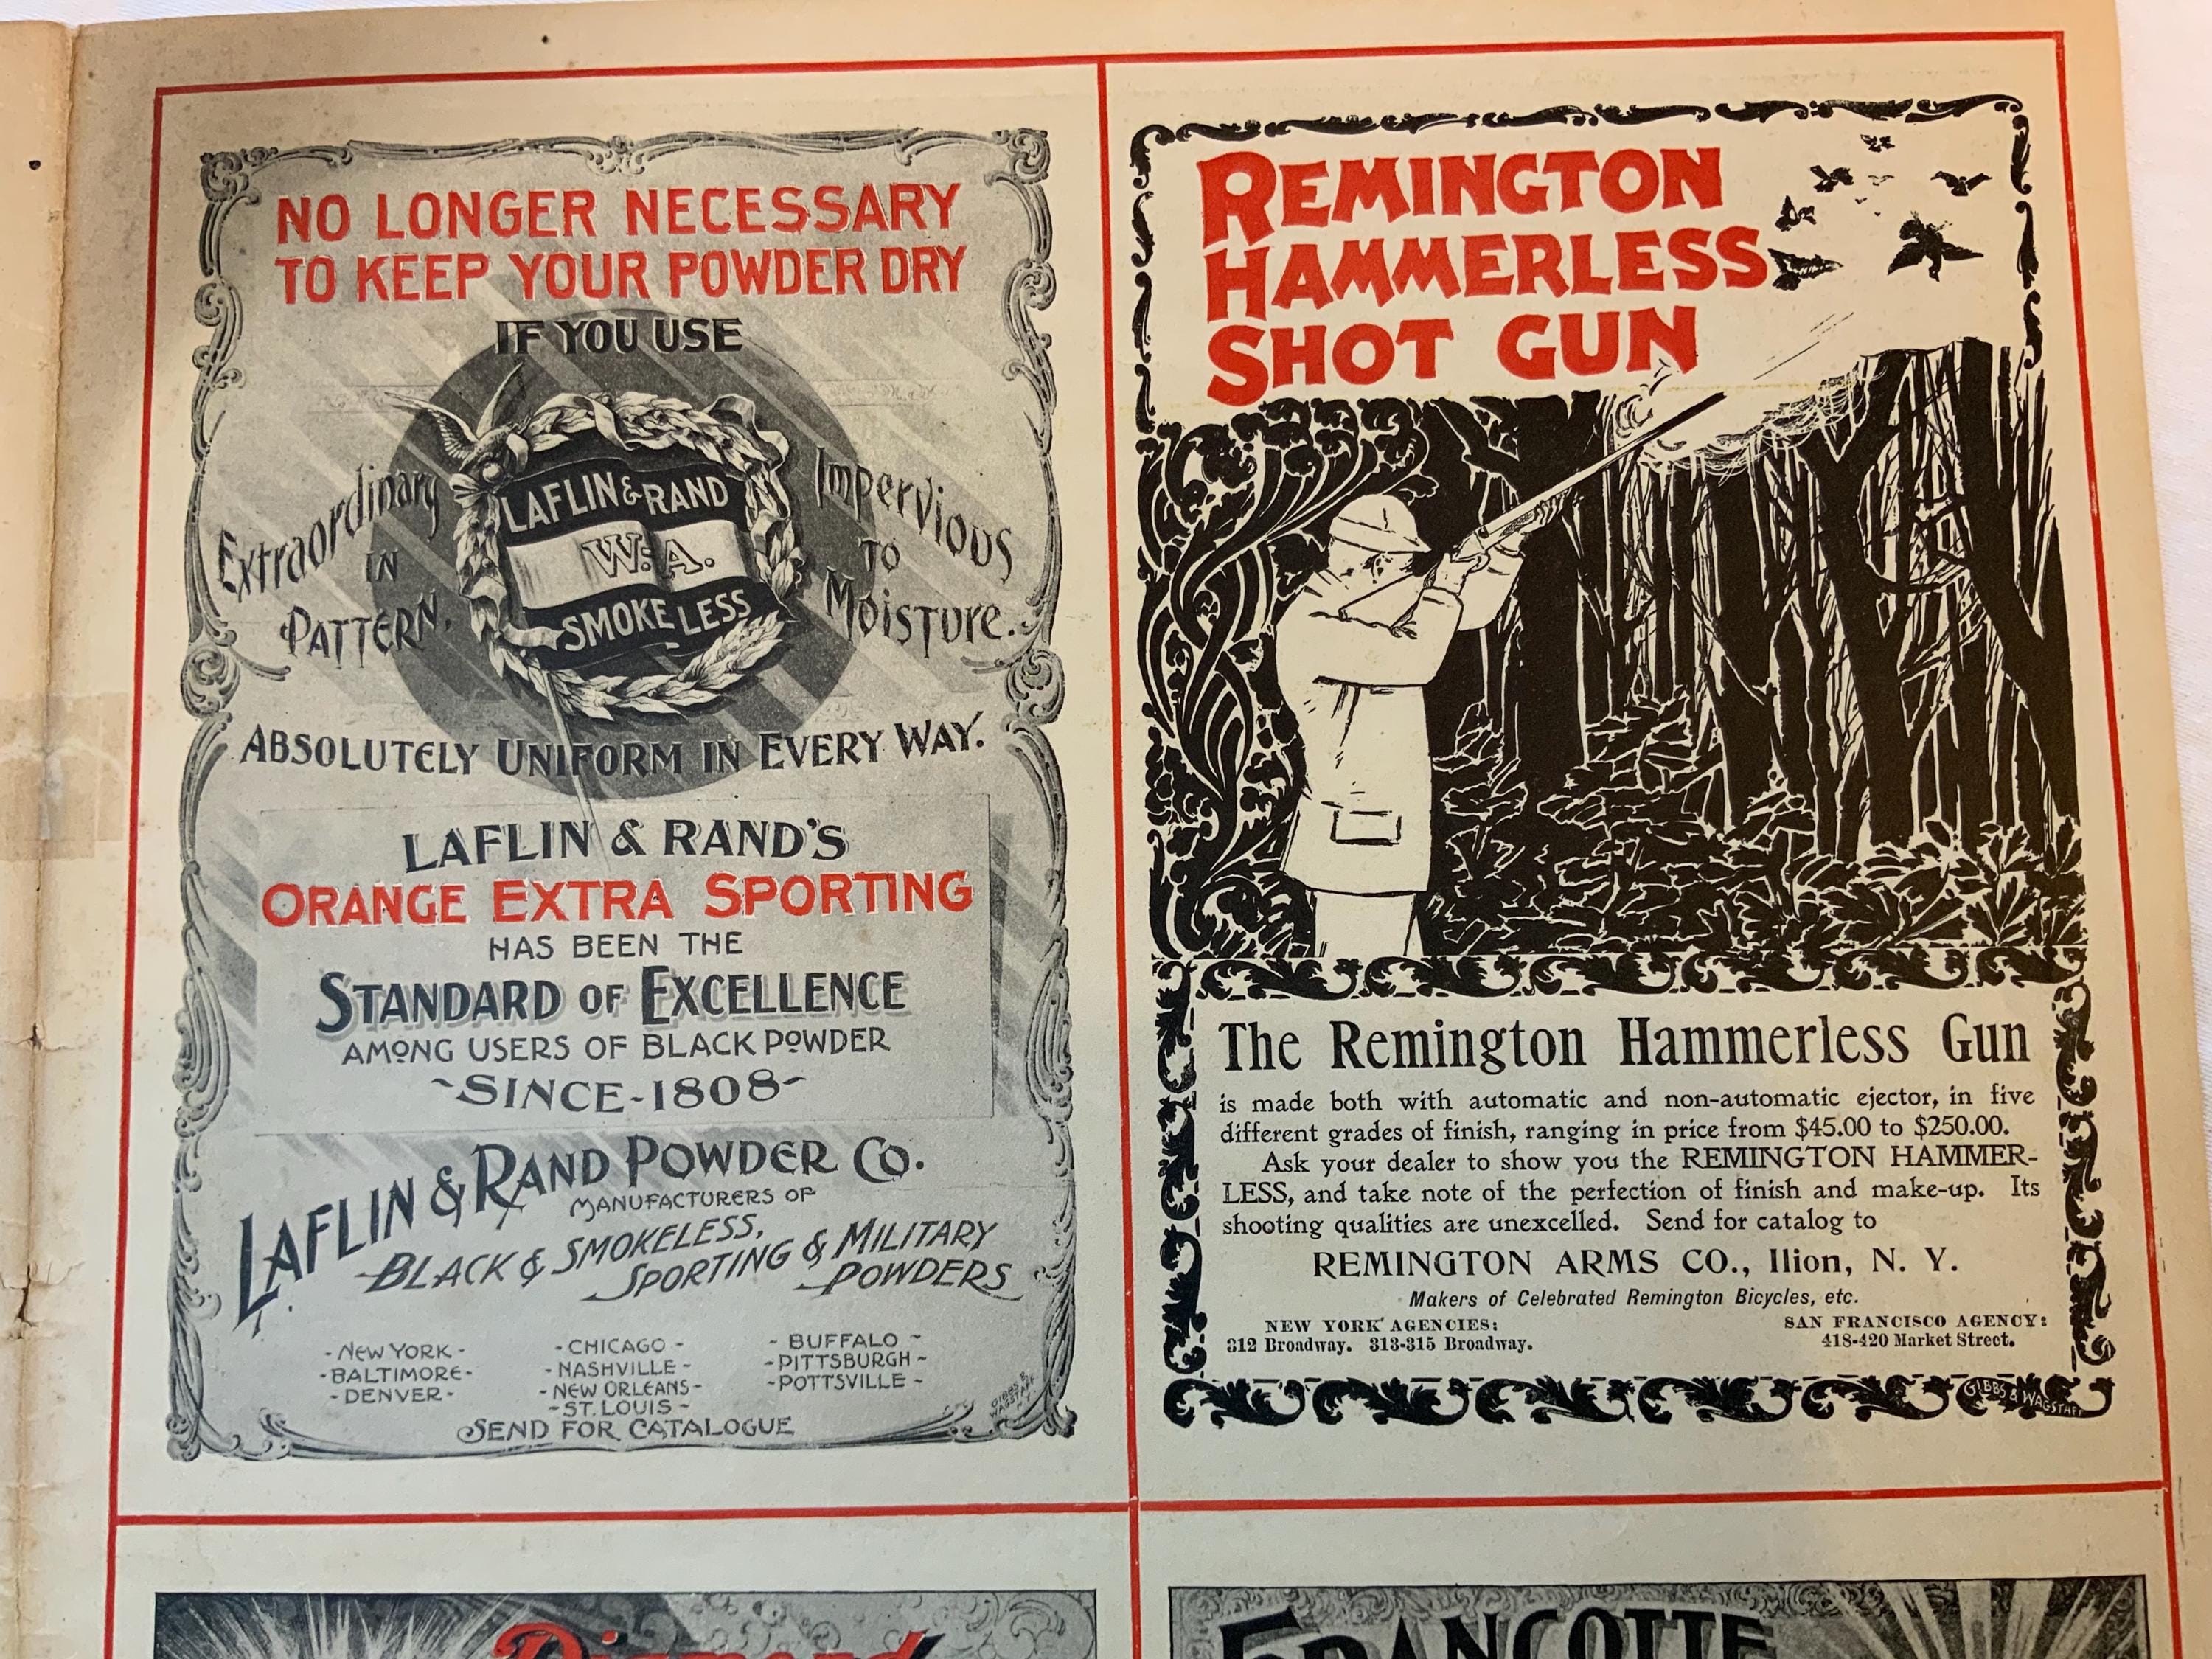 NO LONGER NECESSARY
TO KEEP YOUR POWDER DRY
IF YOU USE
Extraordinary
IN
PATTERN.
LAFLIN & RAND
W.A.
SMOKELESS
Impervious
TO
Moisture.
ABSOLUTELY UNIFORM IN EVERY WAY.
LAFLIN & RAND'S
ORANGE EXTRA SPORTING
HAS BEEN THE
STANDARD OF EXCELLENCE
AMONG USERS OF BLACK POWDER
~SINCE-1808~
LAFLIN & RAND POWDER CO.
MANUFACTURERS OF
BLACK & SMOKELESS,
SPORTING & MILITARY
POWDERS
- NEW YORK -
- BALTIMORE -
- DENVER -
- CHICAGO -
- NASHVILLE -
- NEW ORLEANS -
- ST. LOUIS -
- BUFFALO -
- PITTSBURGH -
- POTTSVILLE -
SEND FOR CATALOGUE
REMINGTON
HAMMERLESS
SHOT GUN
The Remington Hammerless Gun
is made both with automatic and non-automatic ejector, in five
different grades of finish, ranging in price from $45.00 to $250.00.
Ask your dealer to show you the REMINGTON HAMMER-
LESS, and take note of the perfection of finish and make-up. Its
shooting qualities are unexcelled. Send for catalog to
REMINGTON ARMS CO., Ilion, N. Y.
Makers of Celebrated Remington Bicycles, etc.
NEW YORK AGENCIES:
312 Broadway. 313-315 Broadway.
SAN FRANCISCO AGENCY:
418-420 Market Street.
GIBBS & WAGSTAFF
FRANCOTTE